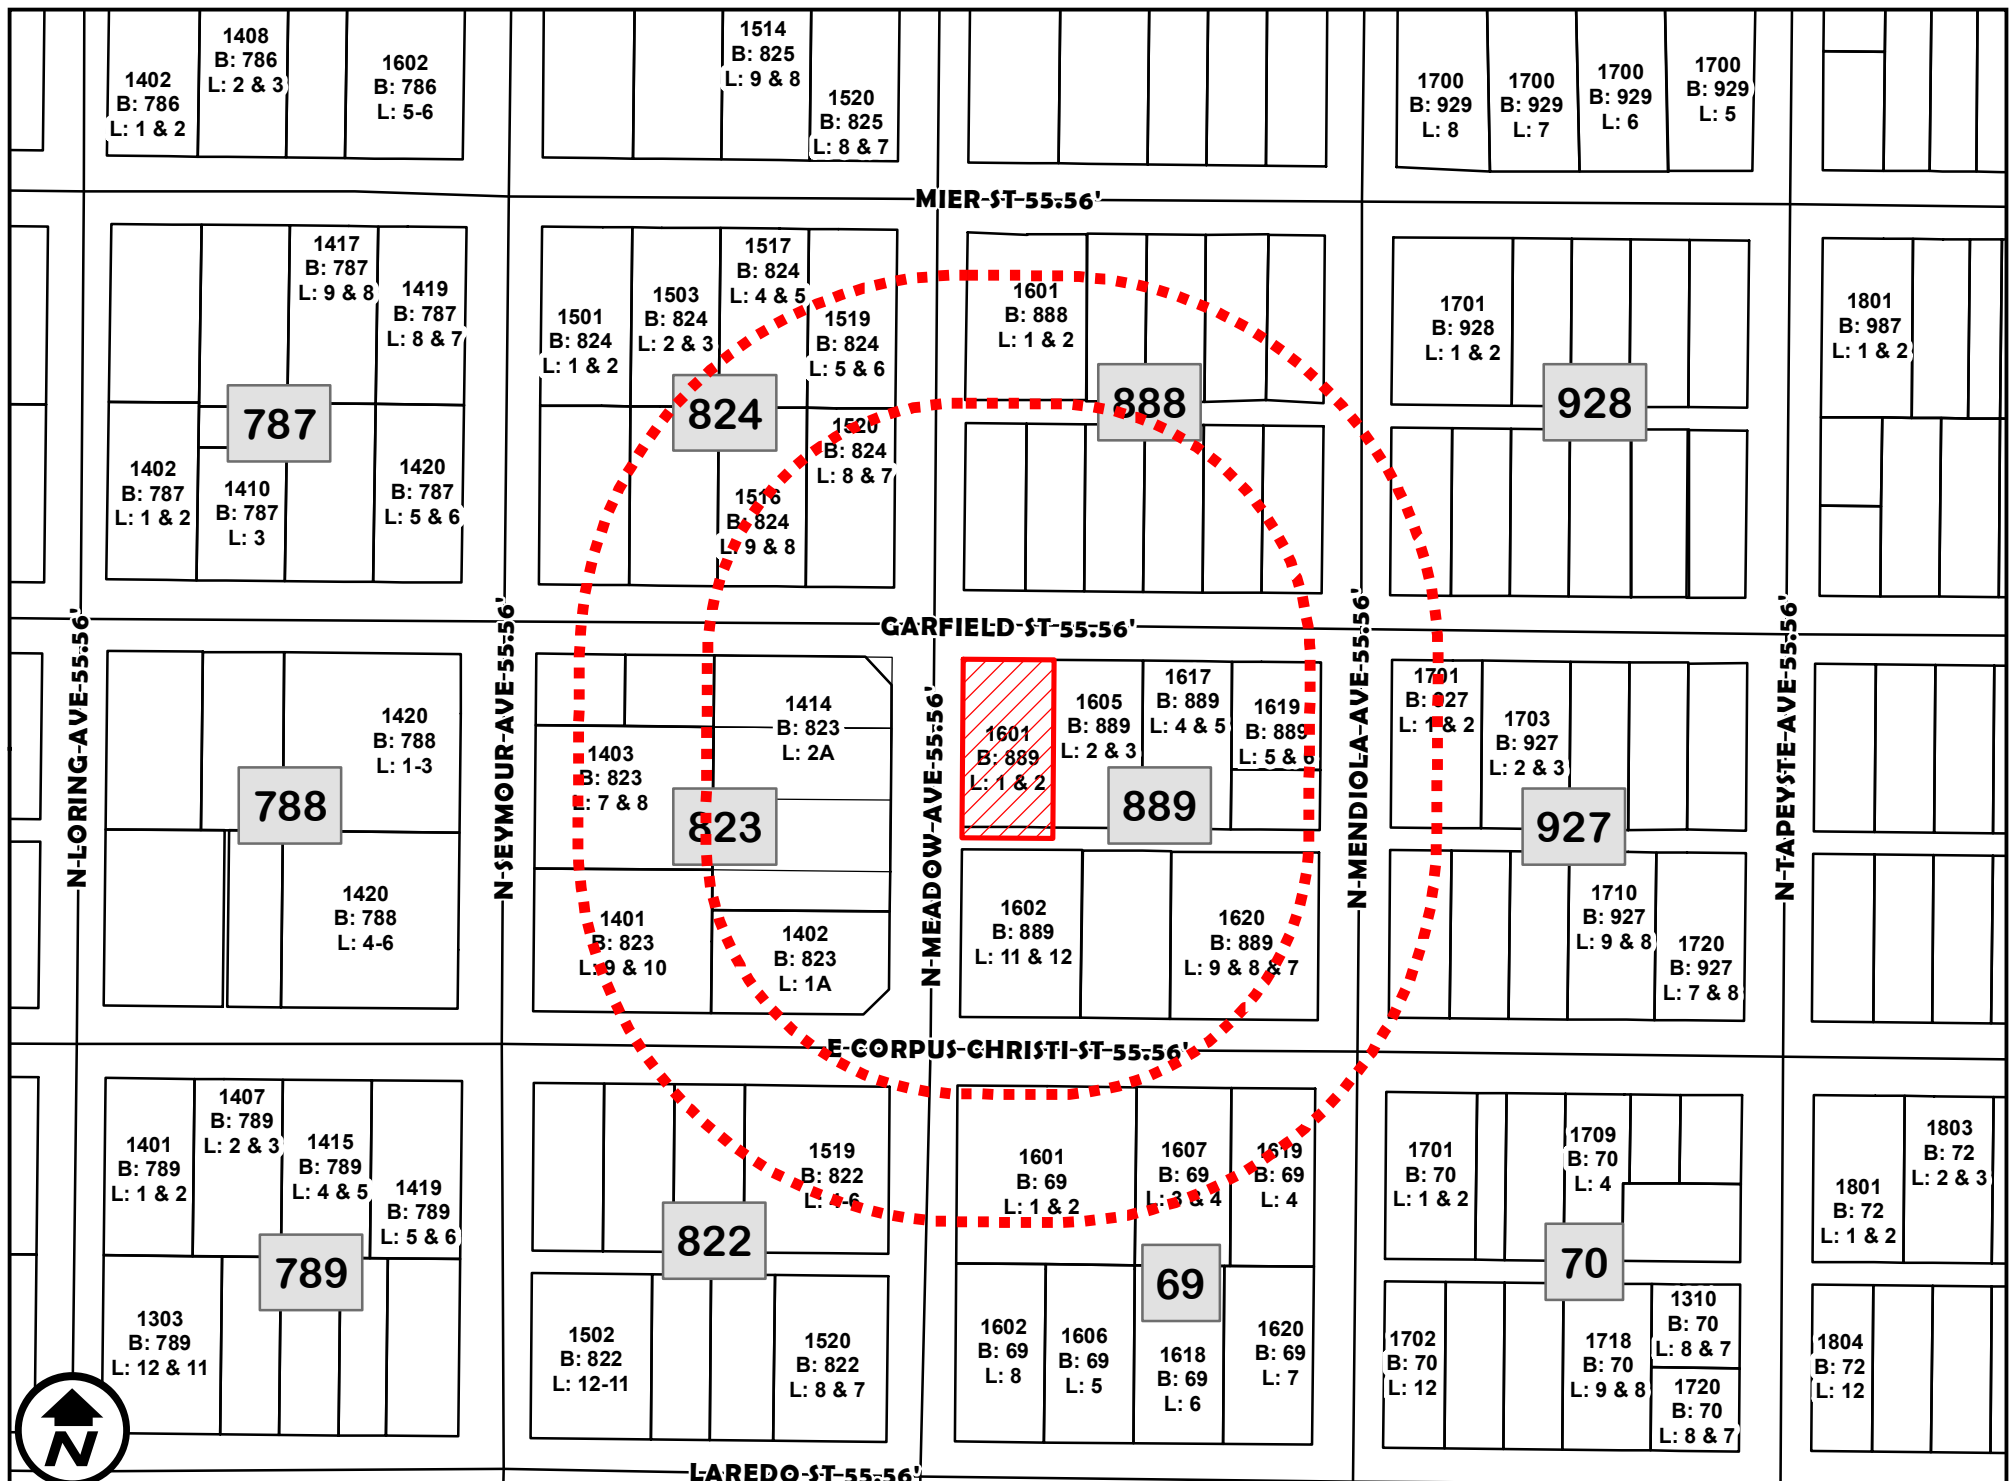 1402
B: 786
L: 1 & 2
1408
B: 786
L: 2 & 3
1602
B: 786
L: 5-6
1514
B: 825
L: 9 & 8
1520
B: 825
L: 8 & 7
1700
B: 929
L: 8
1700
B: 929
L: 7
1700
B: 929
L: 6
1700
B: 929
L: 5
MIER ST 55.56'
1417
B: 787
L: 9 & 8
1419
B: 787
L: 8 & 7
787
1402
B: 787
L: 1 & 2
1410
B: 787
L: 3
1420
B: 787
L: 5 & 6
1501
B: 824
L: 1 & 2
1503
B: 824
L: 2 & 3
1517
B: 824
L: 4 & 5
1519
B: 824
L: 5 & 6
824
1520
B: 824
L: 8 & 7
1516
B: 824
L: 9 & 8
1601
B: 888
L: 1 & 2
888
1701
B: 928
L: 1 & 2
928
1801
B: 987
L: 1 & 2
GARFIELD ST 55.56'
N LORING AVE 55.56'
N SEYMOUR AVE 55.56'
N MEADOW AVE 55.56'
N MENDIOLA AVE 55.56'
N TAPEYSTE AVE 55.56'
1420
B: 788
L: 1-3
788
1420
B: 788
L: 4-6
1414
B: 823
L: 2A
1403
B: 823
L: 7 & 8
823
1401
B: 823
L: 9 & 10
1402
B: 823
L: 1A
1601
B: 889
L: 1 & 2
1605
B: 889
L: 2 & 3
1617
B: 889
L: 4 & 5
1619
B: 889
L: 5 & 6
889
1602
B: 889
L: 11 & 12
1620
B: 889
L: 9 & 8 & 7
1701
B: 927
L: 1 & 2
1703
B: 927
L: 2 & 3
927
1710
B: 927
L: 9 & 8
1720
B: 927
L: 7 & 8
E CORPUS CHRISTI ST 55.56'
1401
B: 789
L: 1 & 2
1407
B: 789
L: 2 & 3
1415
B: 789
L: 4 & 5
1419
B: 789
L: 5 & 6
789
1303
B: 789
L: 12 & 11
1519
B: 822
L: 4-6
822
1502
B: 822
L: 12-11
1520
B: 822
L: 8 & 7
1601
B: 69
L: 1 & 2
1607
B: 69
L: 3 & 4
1619
B: 69
L: 4
69
1602
B: 69
L: 8
1606
B: 69
L: 5
1618
B: 69
L: 6
1620
B: 69
L: 7
1701
B: 70
L: 1 & 2
1709
B: 70
L: 4
70
1702
B: 70
L: 12
1718
B: 70
L: 9 & 8
1310
B: 70
L: 8 & 7
1720
B: 70
L: 8 & 7
1801
B: 72
L: 1 & 2
1803
B: 72
L: 2 & 3
1804
B: 72
L: 12
N
LAREDO ST 55.56'